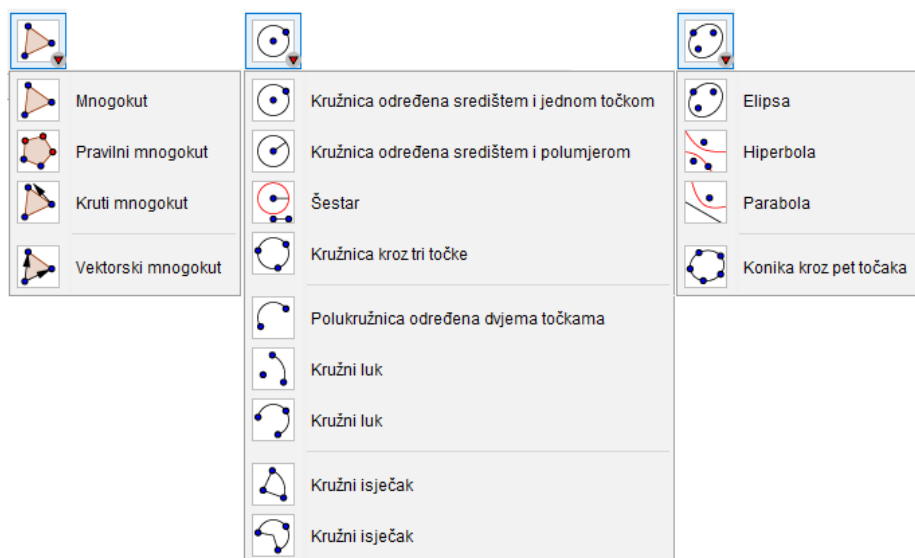 Mnogokut
Pravilni mnogokut
Kruti mnogokut
Vektorski mnogokut
Kružnica određena središtem i jednom točkom
Kružnica određena središtem i polumjerom
Šestar
Kružnica kroz tri točke
Polukružnica određena dvjema točkama
Kružni luk
Kružni luk
Kružni isječak
Kružni isječak
Elipsa
Hiperbola
Parabola
Konika kroz pet točaka